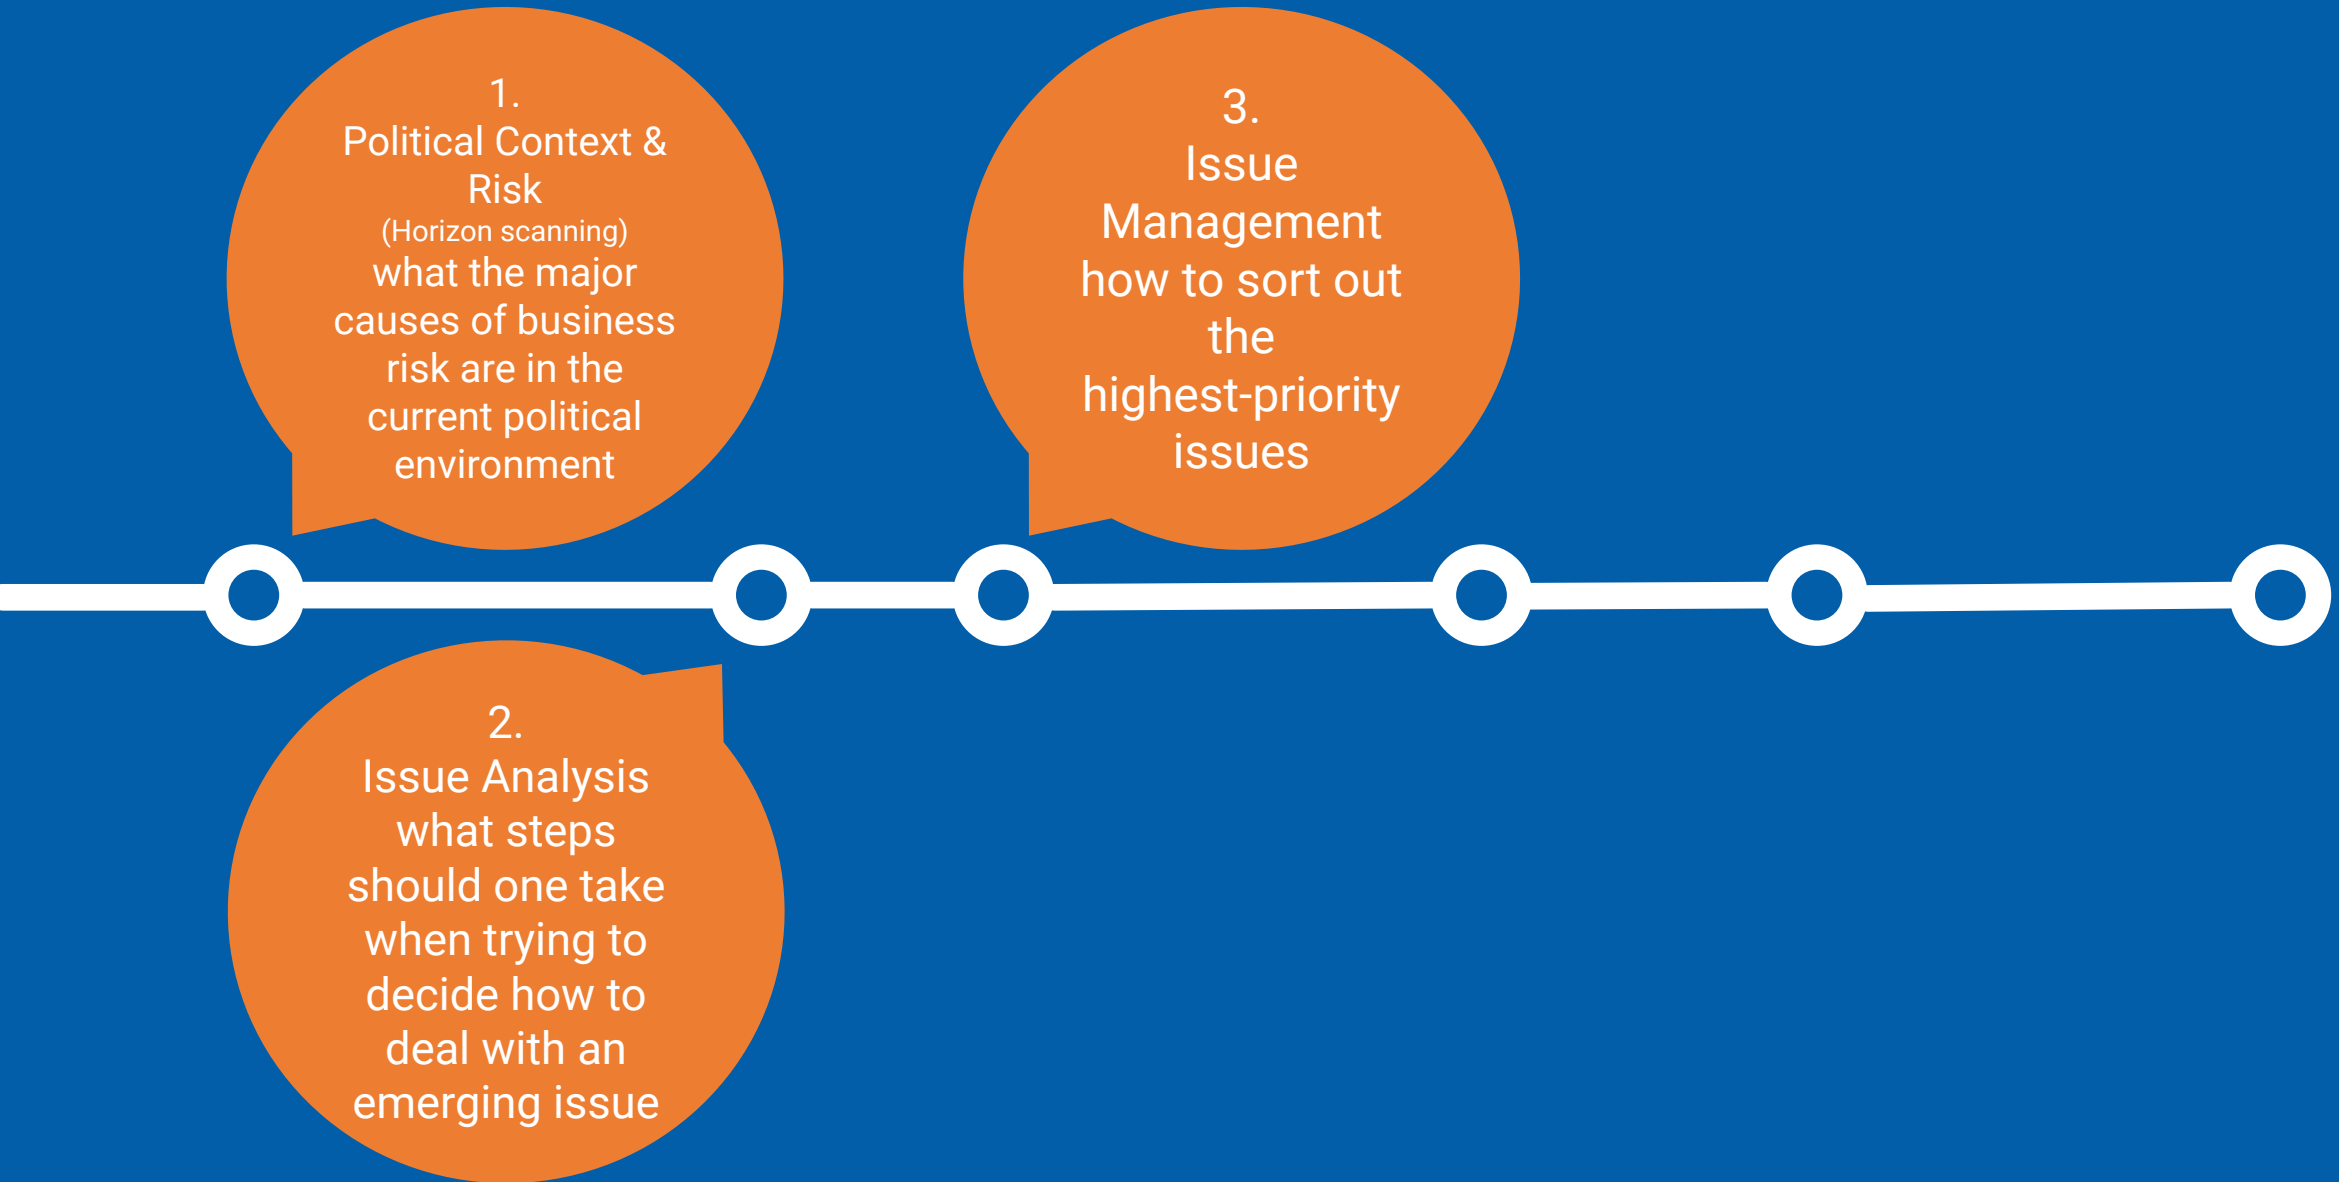 1.
Political Context &
Risk
(Horizon scanning)
what the major
causes of business
risk are in the
current political
environment
2.
Issue Analysis
what steps
should one take
when trying to
decide how to
deal with an
emerging issue
3.
Issue
Management
how to sort out
the
highest-priority
issues